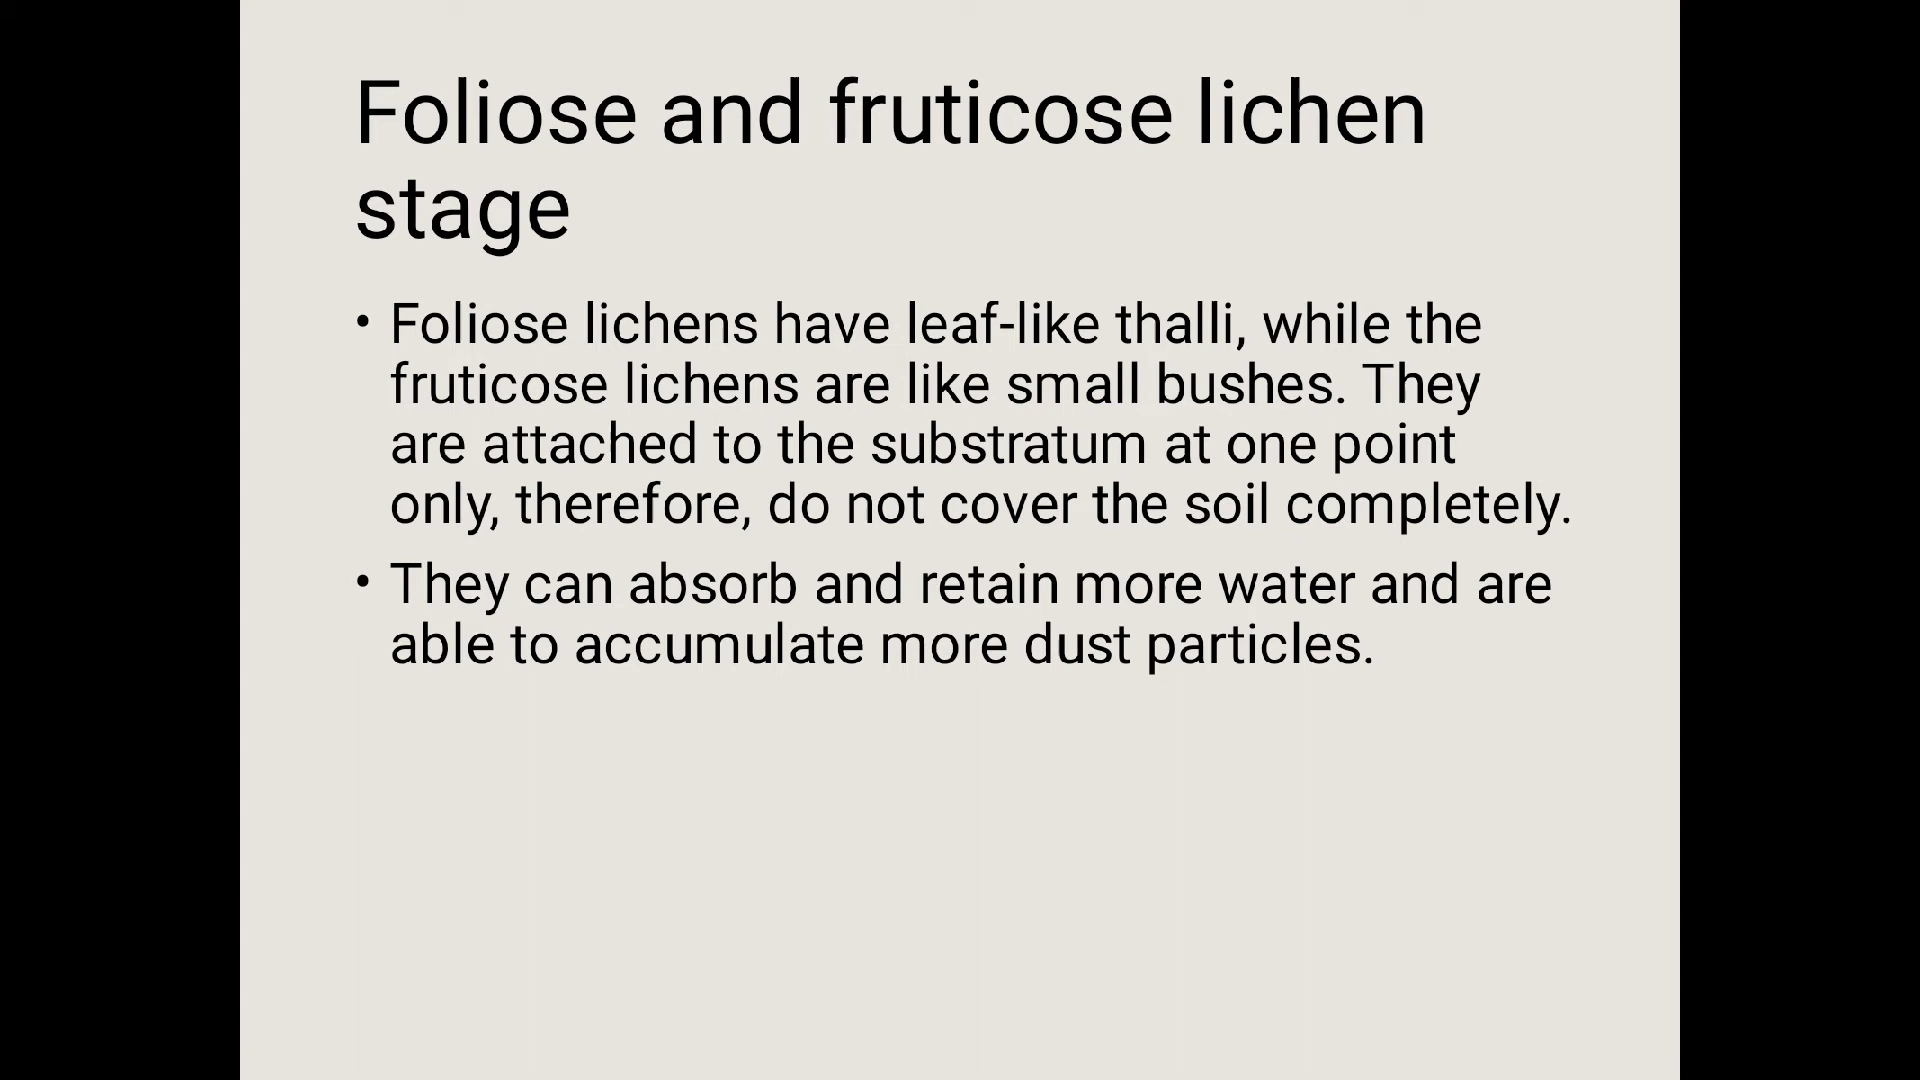 Foliose and fruticose lichen
stage
• Foliose lichens have leaf-like thalli, while the
fruticose lichens are like small bushes. They
are attached to the substratum at one point
only, therefore, do not cover the soil completely.
• They can absorb and retain more water and are
able to accumulate more dust particles.